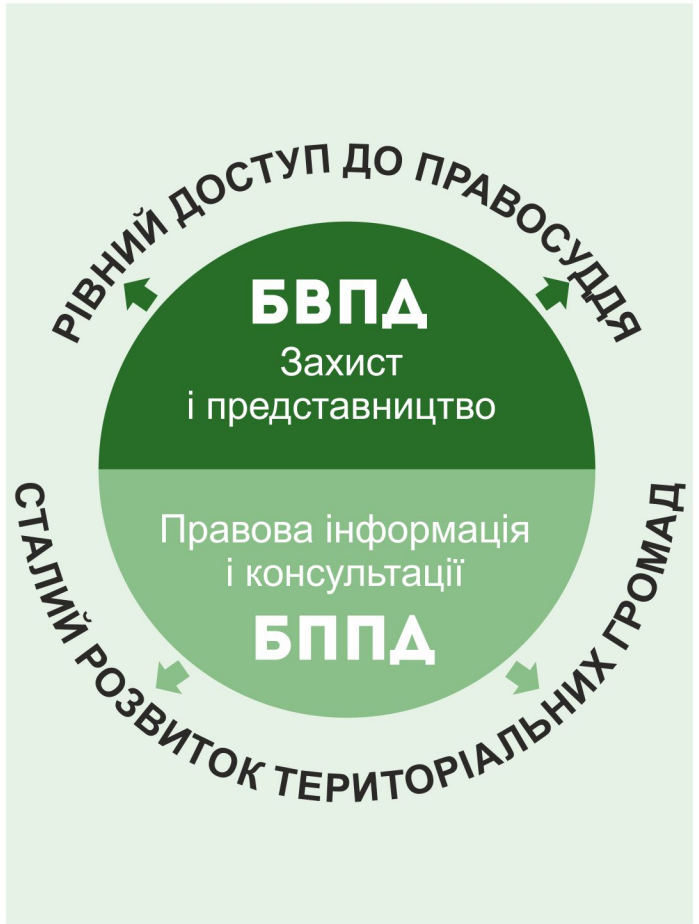 РІВНИЙ ДОСТУП ДО ПРАВОСУДДЯ
БВПД
Захист
і представництво
Правова інформація
і консультації
БППД
СТАЛИЙ РОЗВИТОК ТЕРИТОРІАЛЬНИХ ГРОМАД